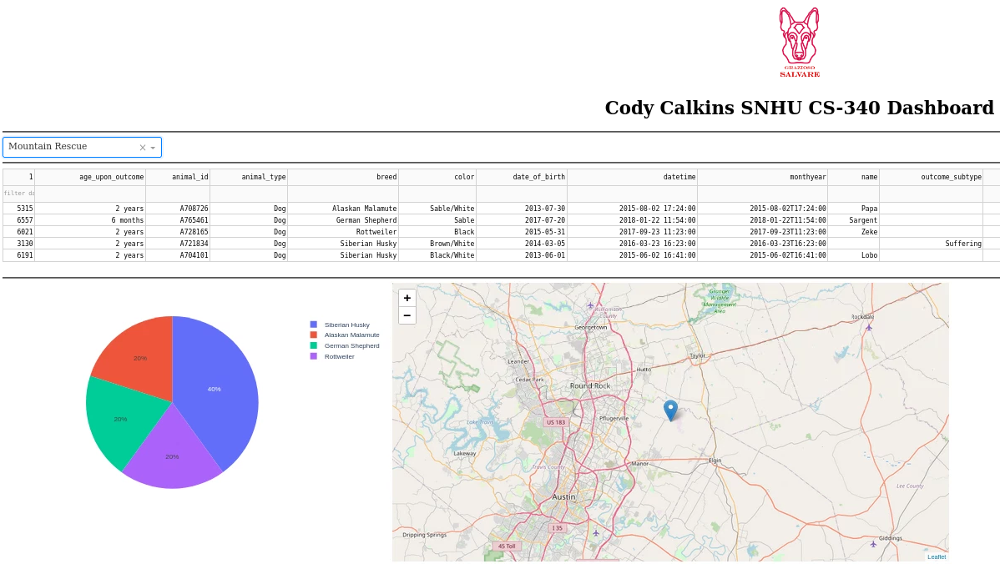 GRAZIOSO
SALVARE
Cody Calkins SNHU CS-340 Dashboard
Mountain Rescue ×
1 age_upon_outcome animal_id animal_type breed color date_of_birth datetime monthyear name outcome_subtype
filter da
5315 2 years A708726 Dog Alaskan Malamute Sable/White 2013-07-30 2015-08-02 17:24:00 2015-08-02T17:24:00 Papa
6557 6 months A765461 Dog German Shepherd Sable 2017-07-20 2018-01-22 11:54:00 2018-01-22T11:54:00 Sargent
6021 2 years A728165 Dog Rottweiler Black 2015-05-31 2017-09-23 11:23:00 2017-09-23T11:23:00 Zeke
3130 2 years A721834 Dog Siberian Husky Brown/White 2014-03-05 2016-03-23 16:23:00 2016-03-23T16:23:00 Suffering
6191 2 years A704101 Dog Siberian Husky Black/White 2013-06-01 2015-06-02 16:41:00 2015-06-02T16:41:00 Lobo
40%
20%
20%
20%
Siberian Husky
Alaskan Malamute
German Shepherd
Rottweiler
+
−
Granger
Wildlife
Management
Area
Williamson
County
Rockdale
Georgetown
Taylor
Leander
Hutto
Cedar Park
Round Rock
US 183
Pflugerville
Lake Travis
Lakeway
Manor
Elgin
Travis County
Lee County
Austin
I 35
Dripping Springs
Giddings
45 Toll
Leaflet